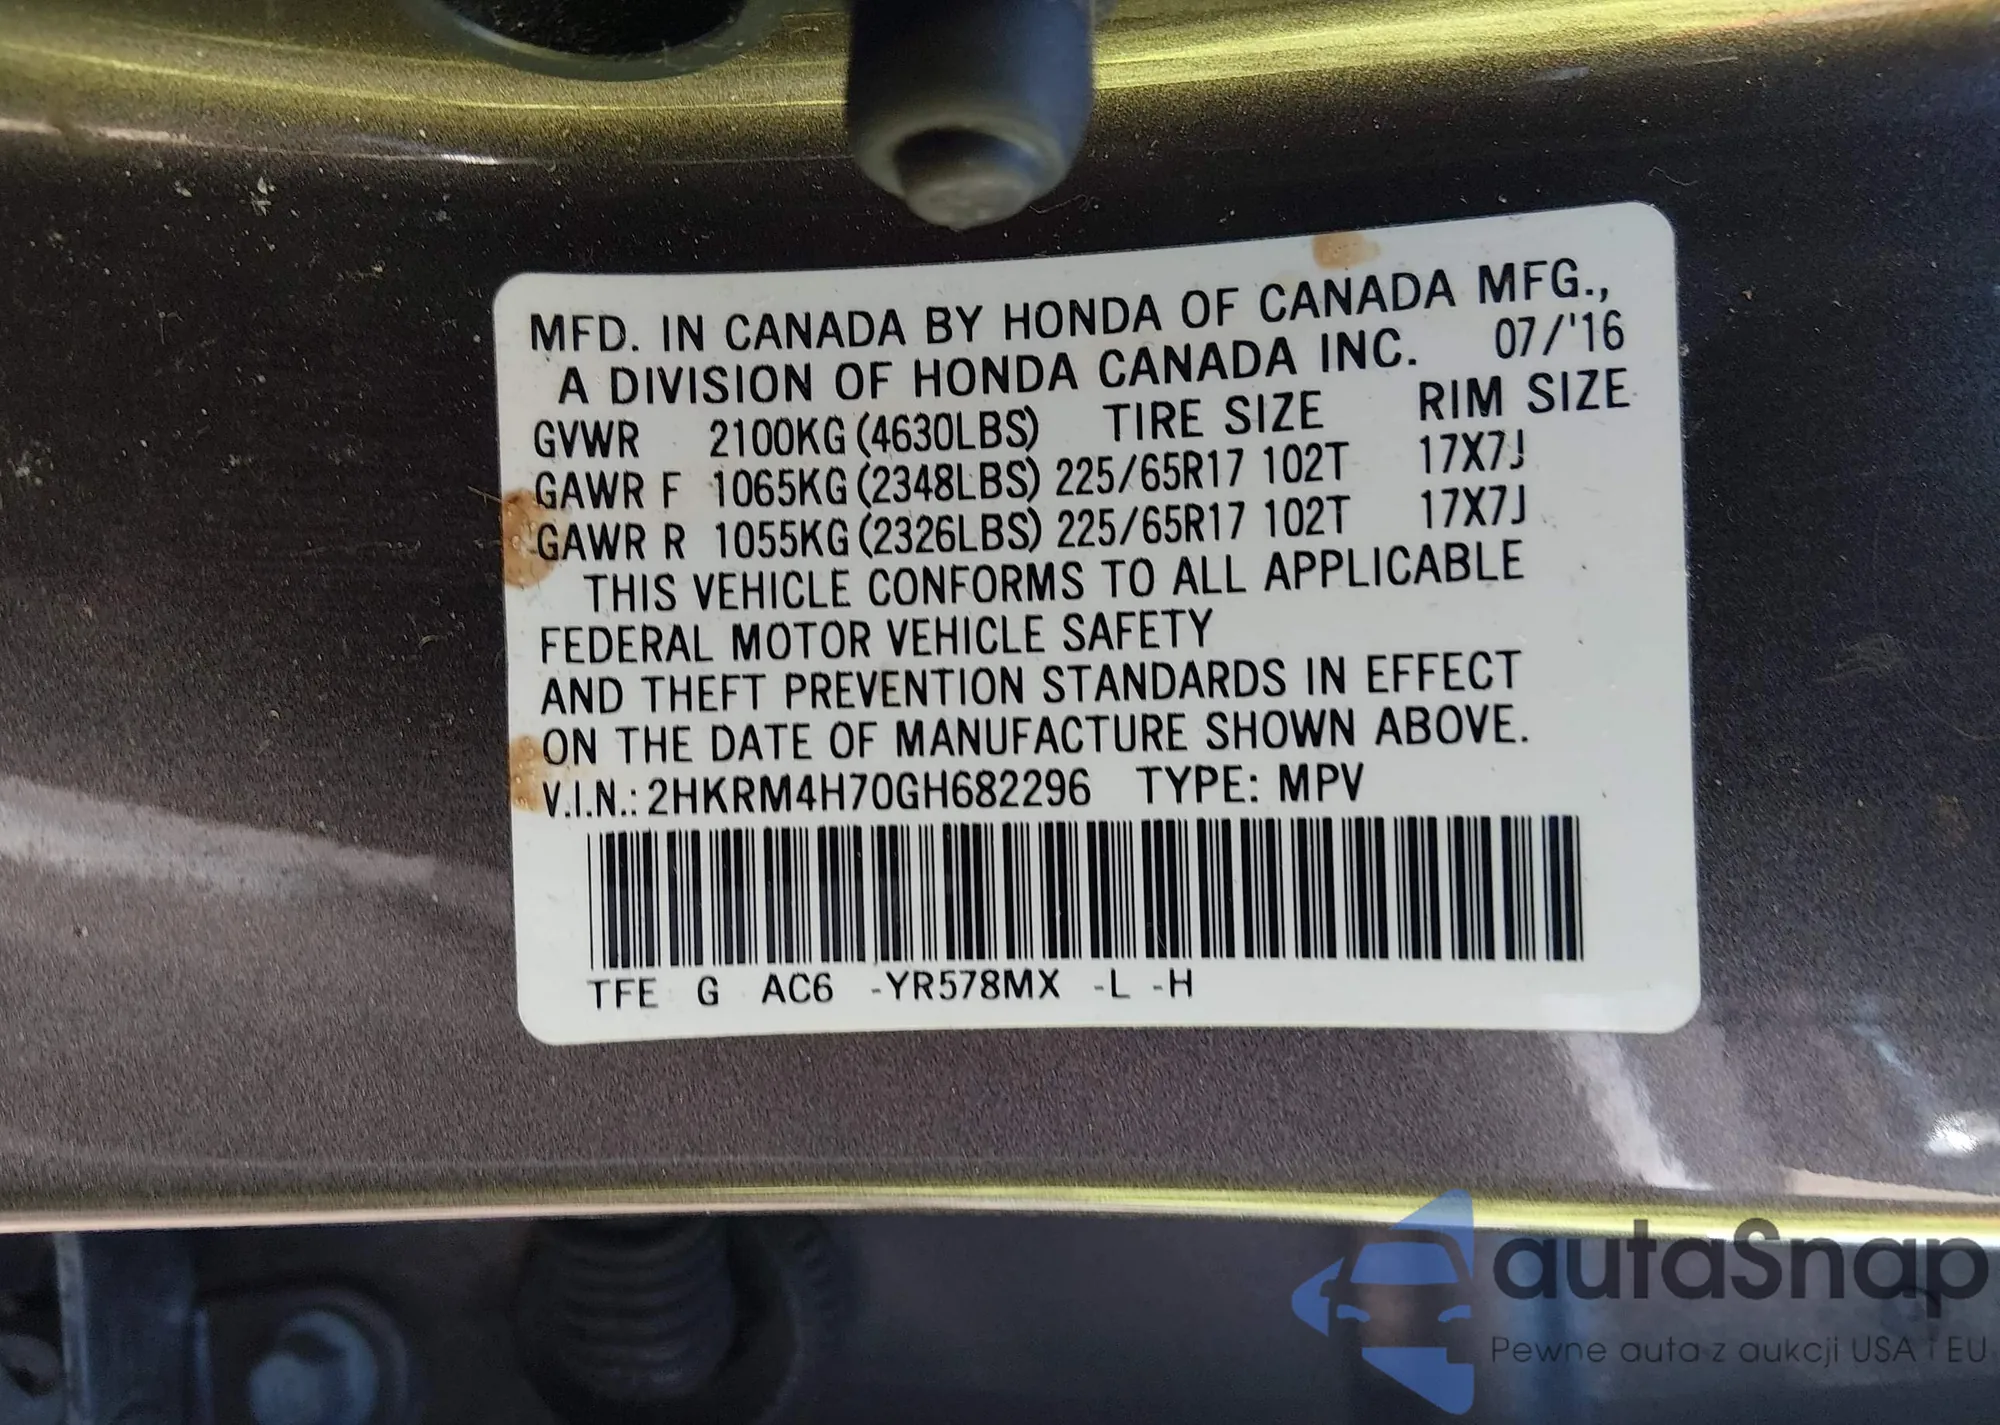 MFD. IN CANADA BY HONDA OF CANADA MFG.,
A DIVISION OF HONDA CANADA INC. 07/'16
GVWR 2100KG (4630LBS) TIRE SIZE RIM SIZE
GAWR F 1065KG (2348LBS) 225/65R17 102T 17X7J
GAWR R 1055KG (2326LBS) 225/65R17 102T 17X7J
THIS VEHICLE CONFORMS TO ALL APPLICABLE
FEDERAL MOTOR VEHICLE SAFETY
AND THEFT PREVENTION STANDARDS IN EFFECT
ON THE DATE OF MANUFACTURE SHOWN ABOVE.
V.I.N.: 2HKRM4H70GH682296 TYPE: MPV
TFE G AC6 -YR578MX -L -H
autaSnap
Pewne auta z aukcji USA i EU